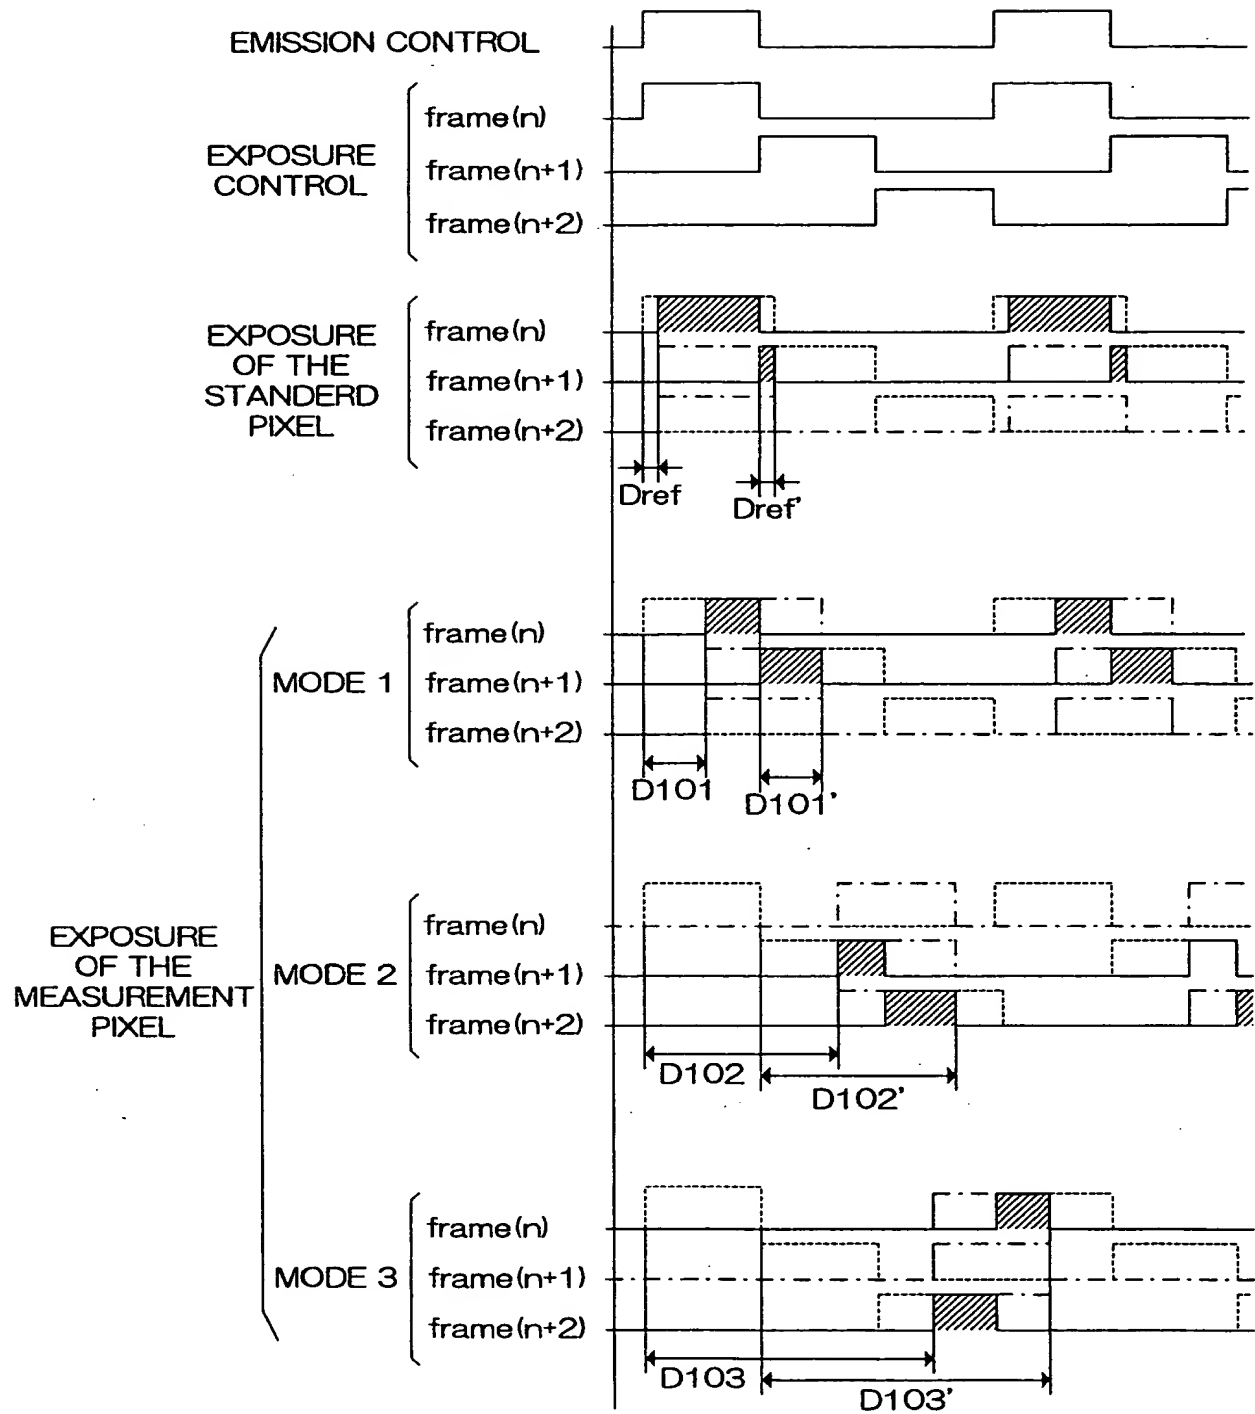 EMISSION CONTROL
EXPOSURE
CONTROL
frame(n)
frame(n+1)
frame(n+2)
EXPOSURE
OF THE
STANDERD
PIXEL
frame(n)
frame(n+1)
frame(n+2)
Dref
Dref'
EXPOSURE
OF THE
MEASUREMENT
PIXEL
MODE 1
frame(n)
frame(n+1)
frame(n+2)
D101
D101'
MODE 2
frame(n)
frame(n+1)
frame(n+2)
D102
D102'
MODE 3
frame(n)
frame(n+1)
frame(n+2)
D103
D103'